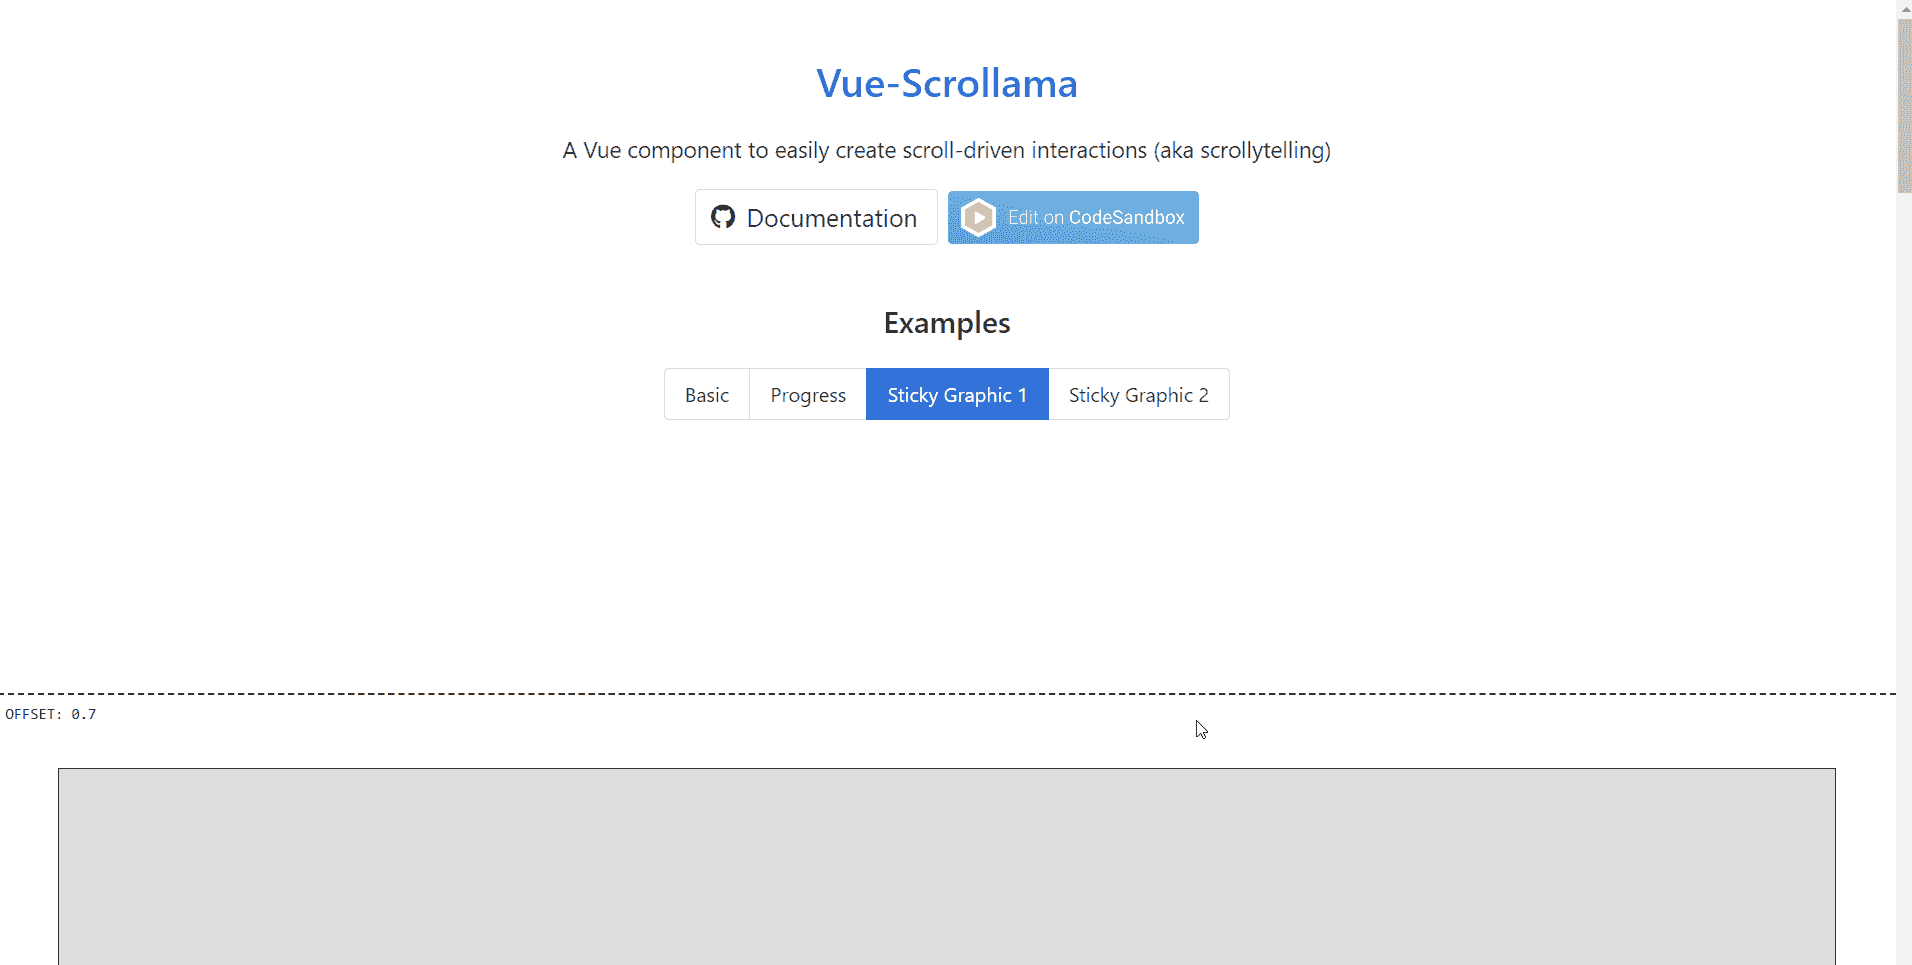 Vue-Scrollama
A Vue component to easily create scroll-driven interactions (aka scrollytelling)
Documentation
Edit on CodeSandbox
Examples
Basic
Progress
Sticky Graphic 1
Sticky Graphic 2
OFFSET: 0.7